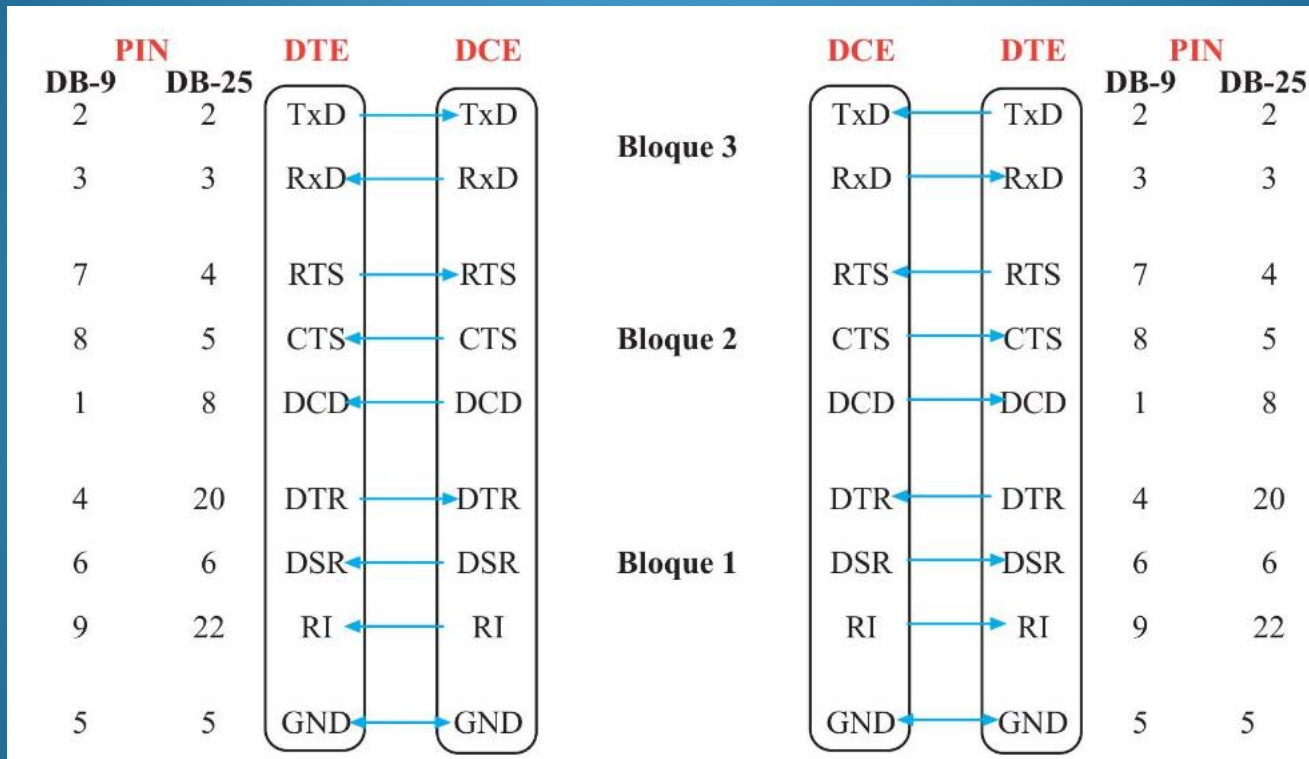 PIN DTE DCE DCE DTE PIN
DB-9 DB-25 DB-9 DB-25
2 2 TxD TxD TxD TxD 2 2
Bloque 3
3 3 RxD RxD RxD RxD 3 3
7 4 RTS RTS RTS RTS 7 4
8 5 CTS CTS Bloque 2 CTS CTS 8 5
1 8 DCD DCD DCD DCD 1 8
4 20 DTR DTR DTR DTR 4 20
6 6 DSR DSR Bloque 1 DSR DSR 6 6
9 22 RI RI RI RI 9 22
5 5 GND GND GND GND 5 5